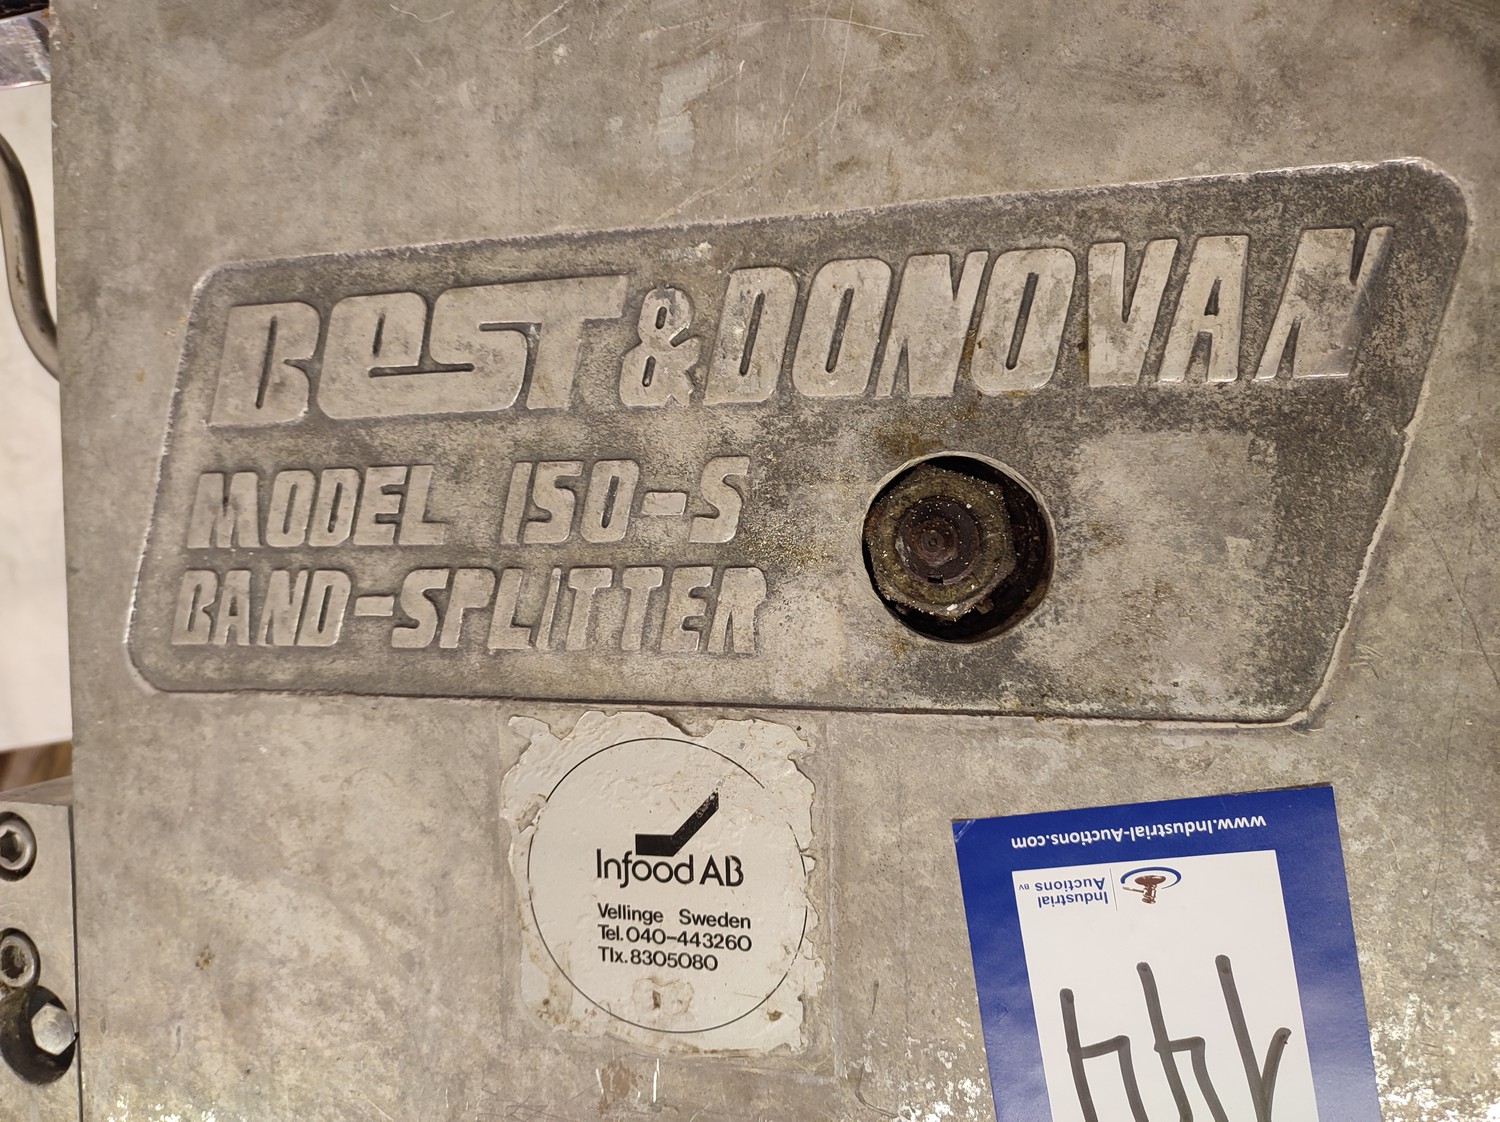 BEST & DONOVAN
MODEL 150-S
BAND-SPLITTER
Infood AB
Vellinge Sweden
Tel. 040-443260
Tlx. 8305080
www.Industrial-Auctions.com
Industrial
Auctions BV
144